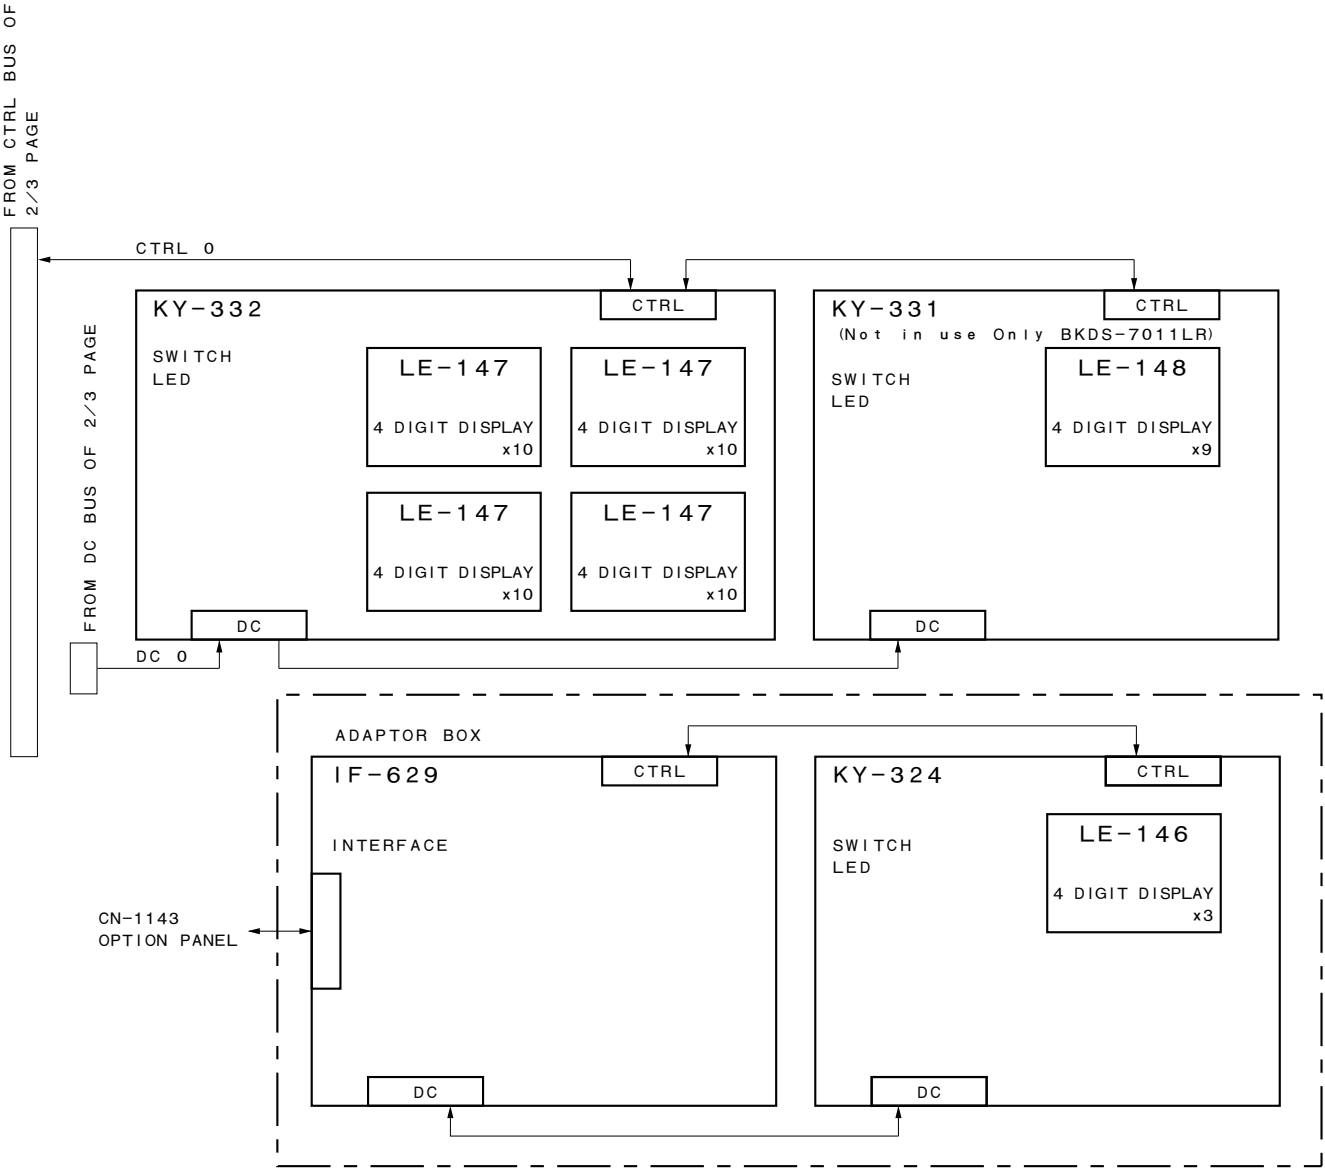 FROM CTRL BUS OF
2/3 PAGE
CTRL 0
FROM DC BUS OF 2/3 PAGE
KY-332
CTRL
SWITCH
LED
LE-147
4 DIGIT DISPLAY
x10
LE-147
4 DIGIT DISPLAY
x10
LE-147
4 DIGIT DISPLAY
x10
LE-147
4 DIGIT DISPLAY
x10
DC
DC 0
KY-331
CTRL
(Not in use Only BKDS-7011LR)
SWITCH
LED
LE-148
4 DIGIT DISPLAY
x9
DC
ADAPTOR BOX
IF-629
CTRL
INTERFACE
CN-1143
OPTION PANEL
DC
KY-324
CTRL
SWITCH
LED
LE-146
4 DIGIT DISPLAY
x3
DC